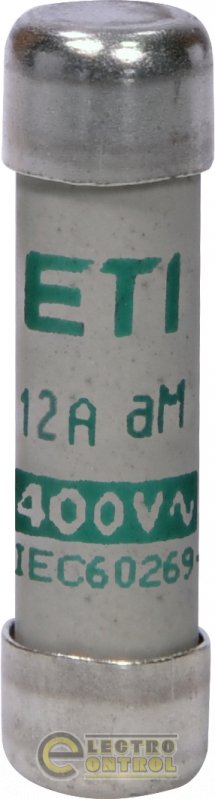 ETI
12A aM
400V~
IEC60269-
ELECTRO
CONTROL